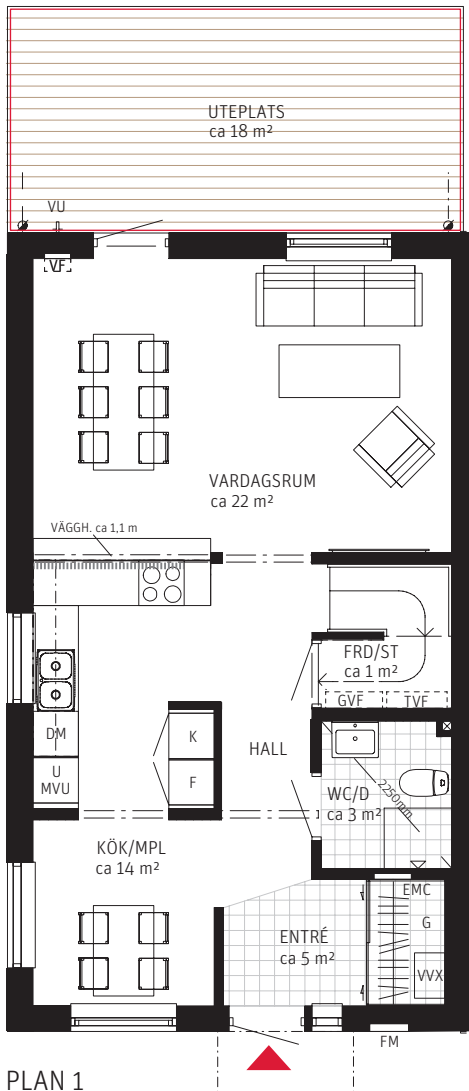 UTEPLATS
ca 18 m²
VU
VF
VARDAGSRUM
ca 22 m²
VÄGGH. ca 1,1 m
FRD/ST
ca 1 m²
GVF
TVF
DM
U
MVU
K
F
HALL
WC/D
ca 3 m²
2250mm
KÖK/MPL
ca 14 m²
EMC
G
ENTRÉ
ca 5 m²
VVX
FM
PLAN 1